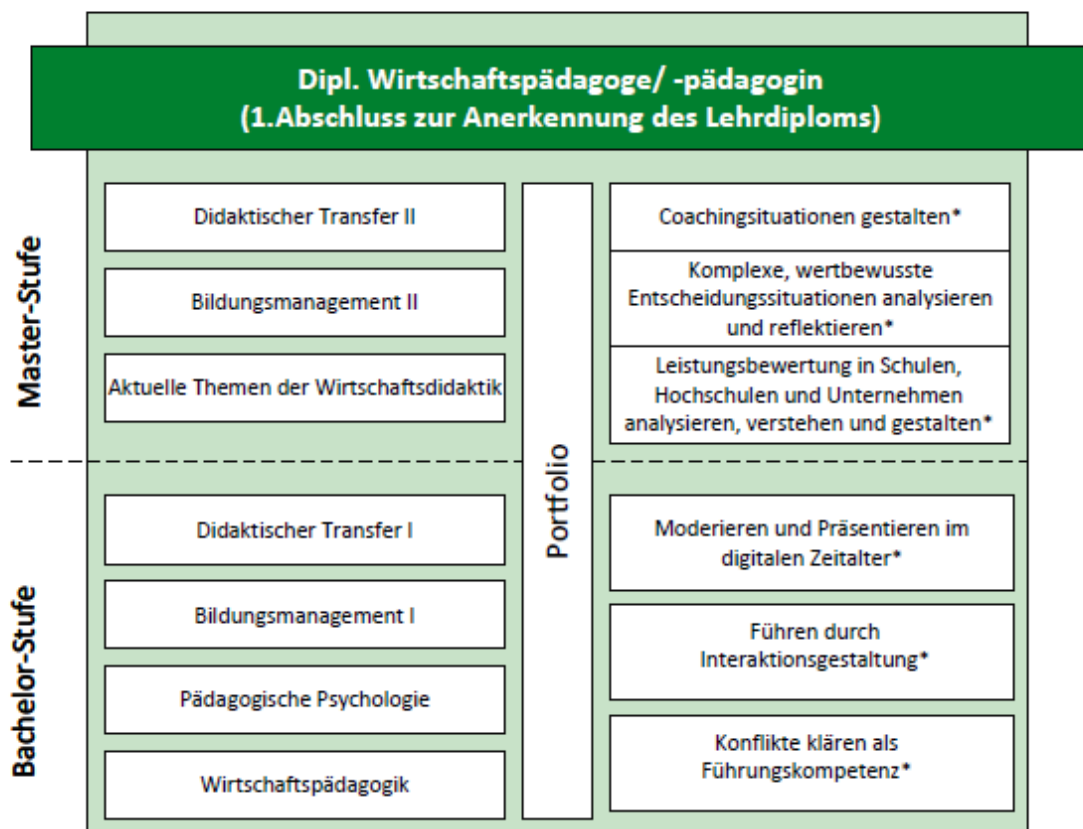 Dipl. Wirtschaftspädagoge/ -pädagogin
(1.Abschluss zur Anerkennung des Lehrdiploms)
Master-Stufe
Didaktischer Transfer II
Bildungsmanagement II
Aktuelle Themen der Wirtschaftsdidaktik
Portfolio
Coachingsituationen gestalten*
Komplexe, wertbewusste
Entscheidungssituationen analysieren
und reflektieren*
Leistungsbewertung in Schulen,
Hochschulen und Unternehmen
analysieren, verstehen und gestalten*
Bachelor-Stufe
Didaktischer Transfer I
Bildungsmanagement I
Pädagogische Psychologie
Wirtschaftspädagogik
Moderieren und Präsentieren im
digitalen Zeitalter*
Führen durch
Interaktionsgestaltung*
Konflikte klären als
Führungskompetenz*